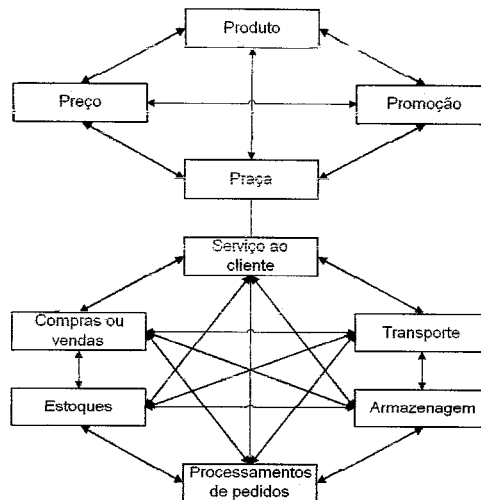 Produto
Preço
Promoção
Praça
Serviço ao
cliente
Compras ou
vendas
Transporte
Estoques
Armazenagem
Processamentos
de pedidos